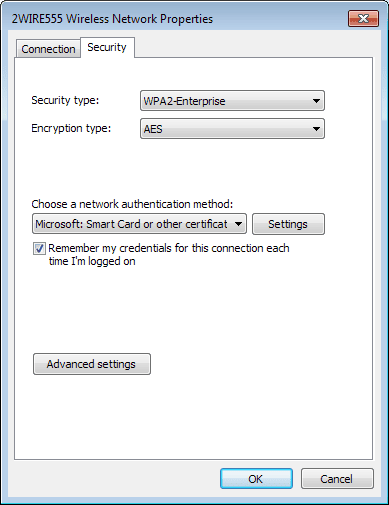 2WIRE555 Wireless Network Properties
Connection
Security
Security type:
WPA2-Enterprise
Encryption type:
AES
Choose a network authentication method:
Microsoft: Smart Card or other certificat
Settings
Remember my credentials for this connection each
time I'm logged on
Advanced settings
OK
Cancel